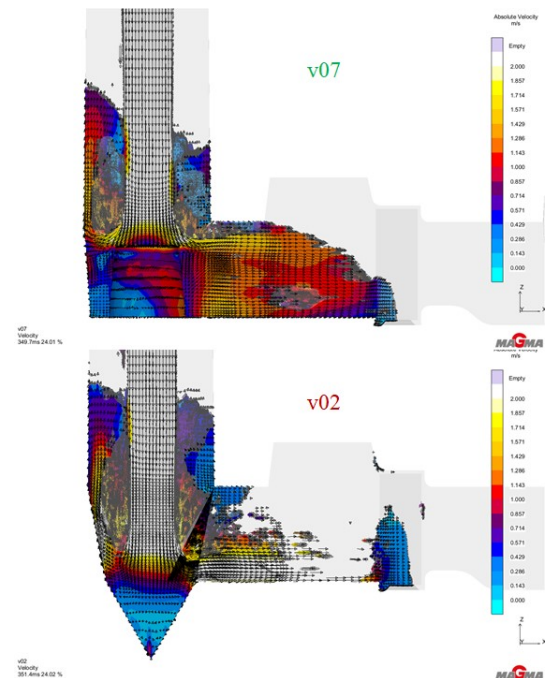 Absolute Velocity
m/s
v07
Empty
2.000
1.857
1.714
1.571
1.429
1.286
1.143
1.000
0.857
0.714
0.571
0.429
0.286
0.143
0.000
Z
X
v07
Velocity
349.7ms 24.01 %
MAGMA
Absolute Velocity
m/s
v02
Empty
2.000
1.857
1.714
1.571
1.429
1.286
1.143
1.000
0.857
0.714
0.571
0.429
0.286
0.143
0.000
Z
X
v02
Velocity
351.4ms 24.02 %
MAGMA